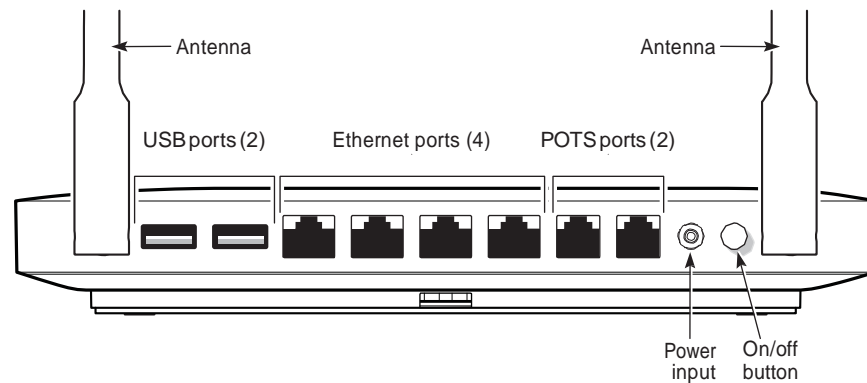 Antenna
Antenna
USB ports (2)
Ethernet ports (4)
POTS ports (2)
Power
input
On/off
button